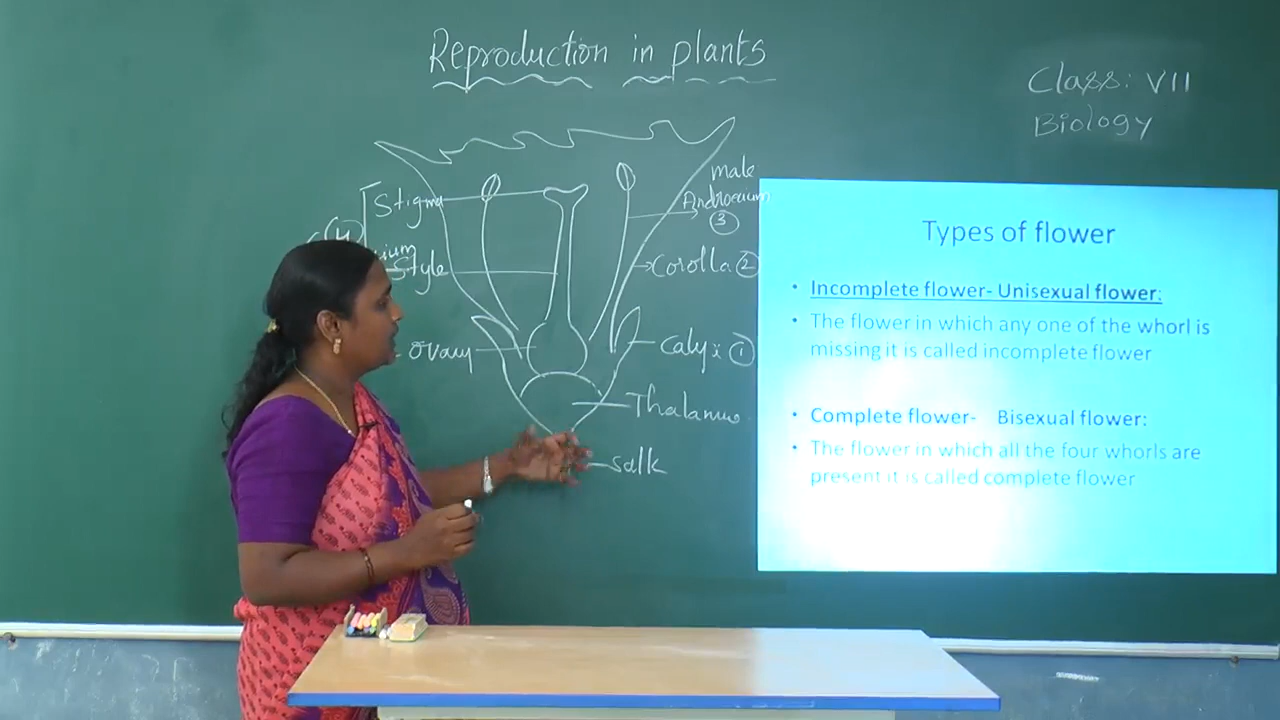 Reproduction in plants
Class: VII
Biology
Stigma
male
Androecium
3
(4
cium
Style
Corolla 2
Ovary
Calyx 1
Thalamus
Salk
Types of flower
• Incomplete flower- Unisexual flower:
• The flower in which any one of the whorl is
missing it is called incomplete flower
• Complete flower- Bisexual flower:
• The flower in which all the four whorls are
present it is called complete flower